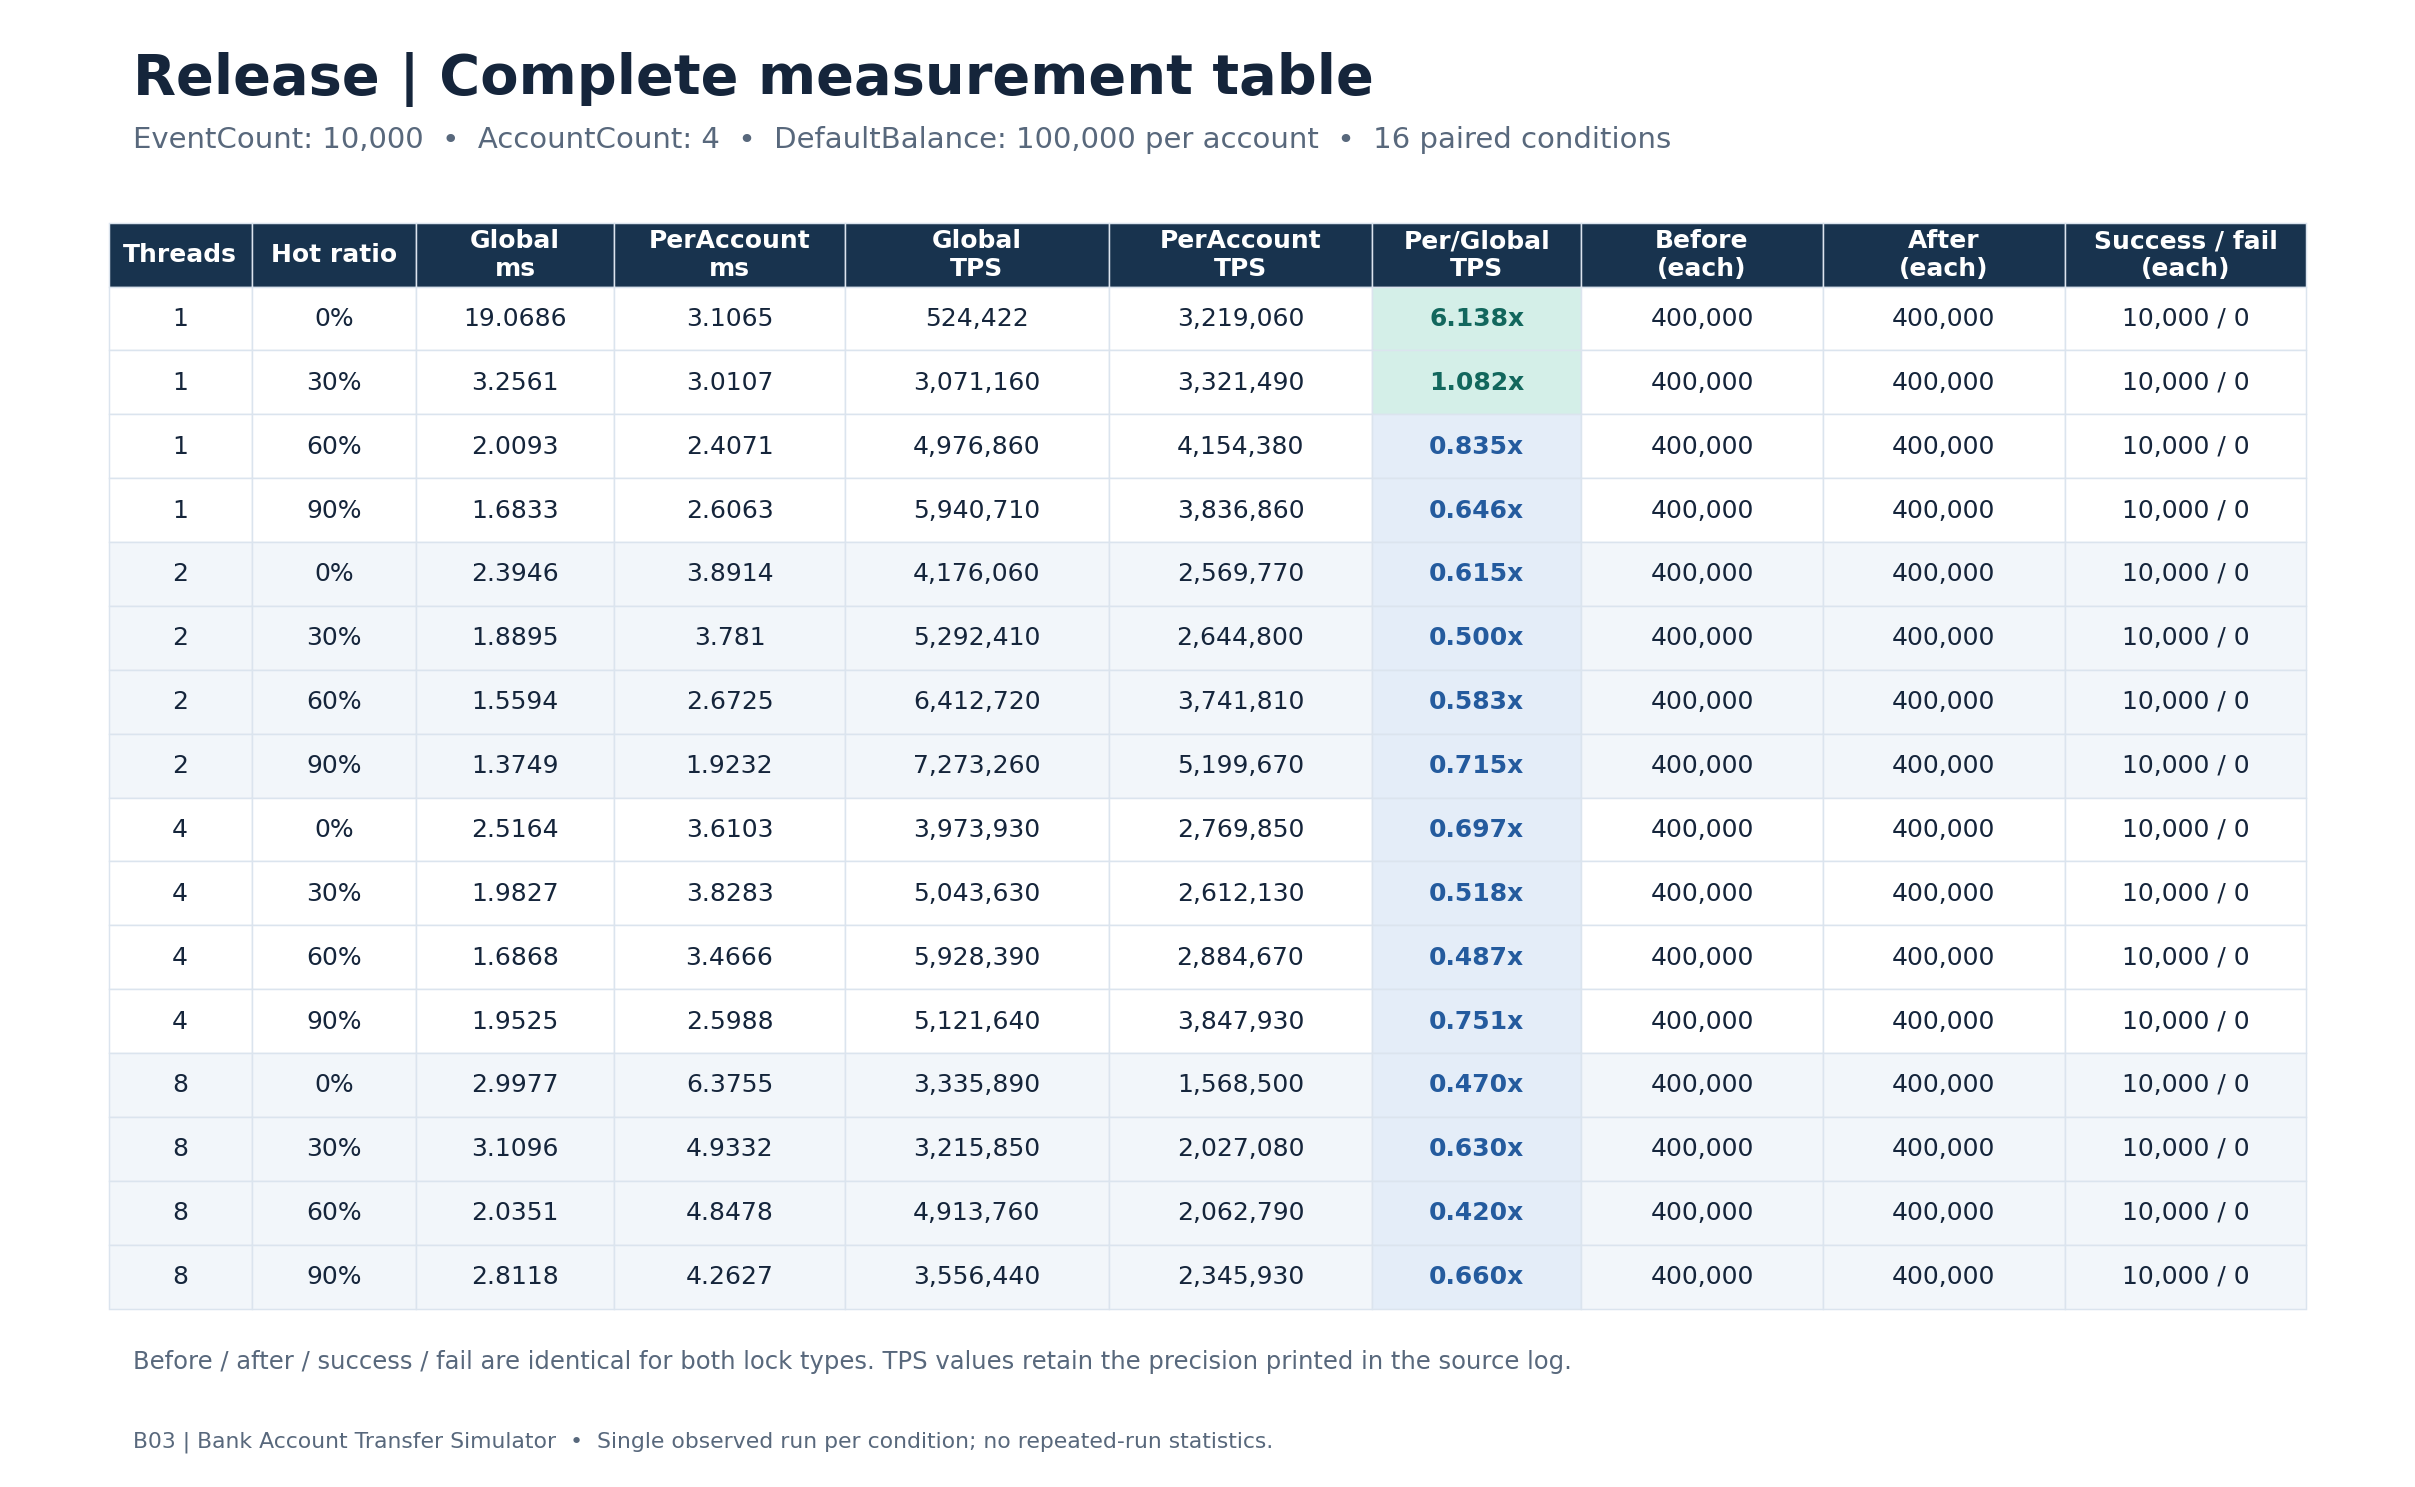 Release | Complete measurement table
EventCount: 10,000 • AccountCount: 4 • DefaultBalance: 100,000 per account • 16 paired conditions
Threads Hot ratio Global ms PerAccount ms Global TPS PerAccount TPS Per/Global TPS Before (each) After (each) Success / fail (each)
1 0% 19.0686 3.1065 524,422 3,219,060 6.138x 400,000 400,000 10,000 / 0
1 30% 3.2561 3.0107 3,071,160 3,321,490 1.082x 400,000 400,000 10,000 / 0
1 60% 2.0093 2.4071 4,976,860 4,154,380 0.835x 400,000 400,000 10,000 / 0
1 90% 1.6833 2.6063 5,940,710 3,836,860 0.646x 400,000 400,000 10,000 / 0
2 0% 2.3946 3.8914 4,176,060 2,569,770 0.615x 400,000 400,000 10,000 / 0
2 30% 1.8895 3.781 5,292,410 2,644,800 0.500x 400,000 400,000 10,000 / 0
2 60% 1.5594 2.6725 6,412,720 3,741,810 0.583x 400,000 400,000 10,000 / 0
2 90% 1.3749 1.9232 7,273,260 5,199,670 0.715x 400,000 400,000 10,000 / 0
4 0% 2.5164 3.6103 3,973,930 2,769,850 0.697x 400,000 400,000 10,000 / 0
4 30% 1.9827 3.8283 5,043,630 2,612,130 0.518x 400,000 400,000 10,000 / 0
4 60% 1.6868 3.4666 5,928,390 2,884,670 0.487x 400,000 400,000 10,000 / 0
4 90% 1.9525 2.5988 5,121,640 3,847,930 0.751x 400,000 400,000 10,000 / 0
8 0% 2.9977 6.3755 3,335,890 1,568,500 0.470x 400,000 400,000 10,000 / 0
8 30% 3.1096 4.9332 3,215,850 2,027,080 0.630x 400,000 400,000 10,000 / 0
8 60% 2.0351 4.8478 4,913,760 2,062,790 0.420x 400,000 400,000 10,000 / 0
8 90% 2.8118 4.2627 3,556,440 2,345,930 0.660x 400,000 400,000 10,000 / 0
Before / after / success / fail are identical for both lock types. TPS values retain the precision printed in the source log.
B03 | Bank Account Transfer Simulator • Single observed run per condition; no repeated-run statistics.